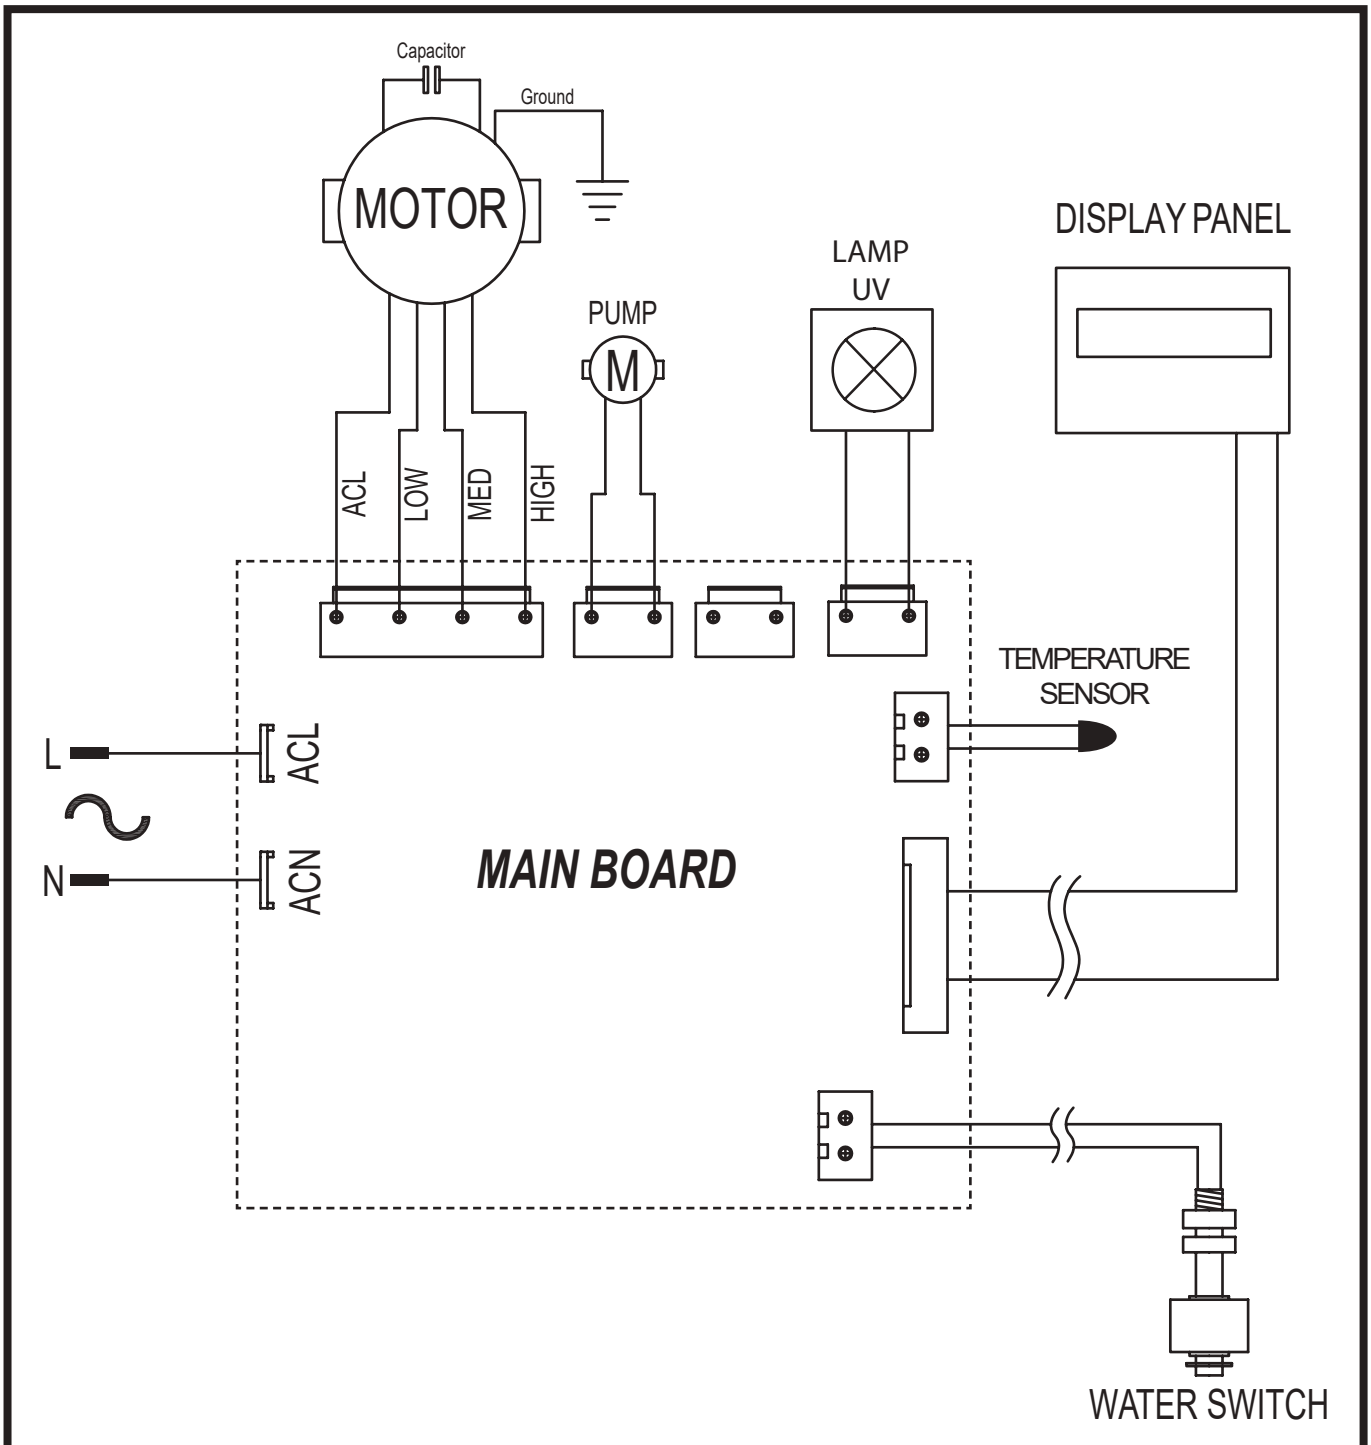 Capacitor
Ground
MOTOR
DISPLAY PANEL
LAMP
UV
PUMP
M
ACL
LOW
MED
HIGH
TEMPERATURE
SENSOR
L
ACL
N
ACN
MAIN BOARD
WATER SWITCH